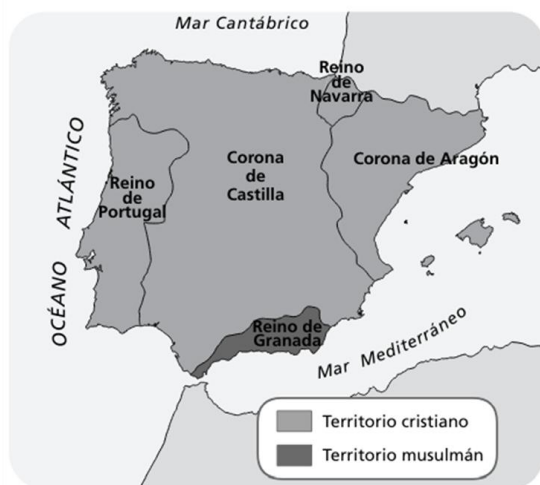 Mar Cantábrico
Reino
de
Navarra
Corona
de
Castilla
Corona de Aragón
Reino
de
Portugal
OCÉANO ATLÁNTICO
Reino de
Granada
Mar Mediterráneo
Territorio cristiano
Territorio musulmán